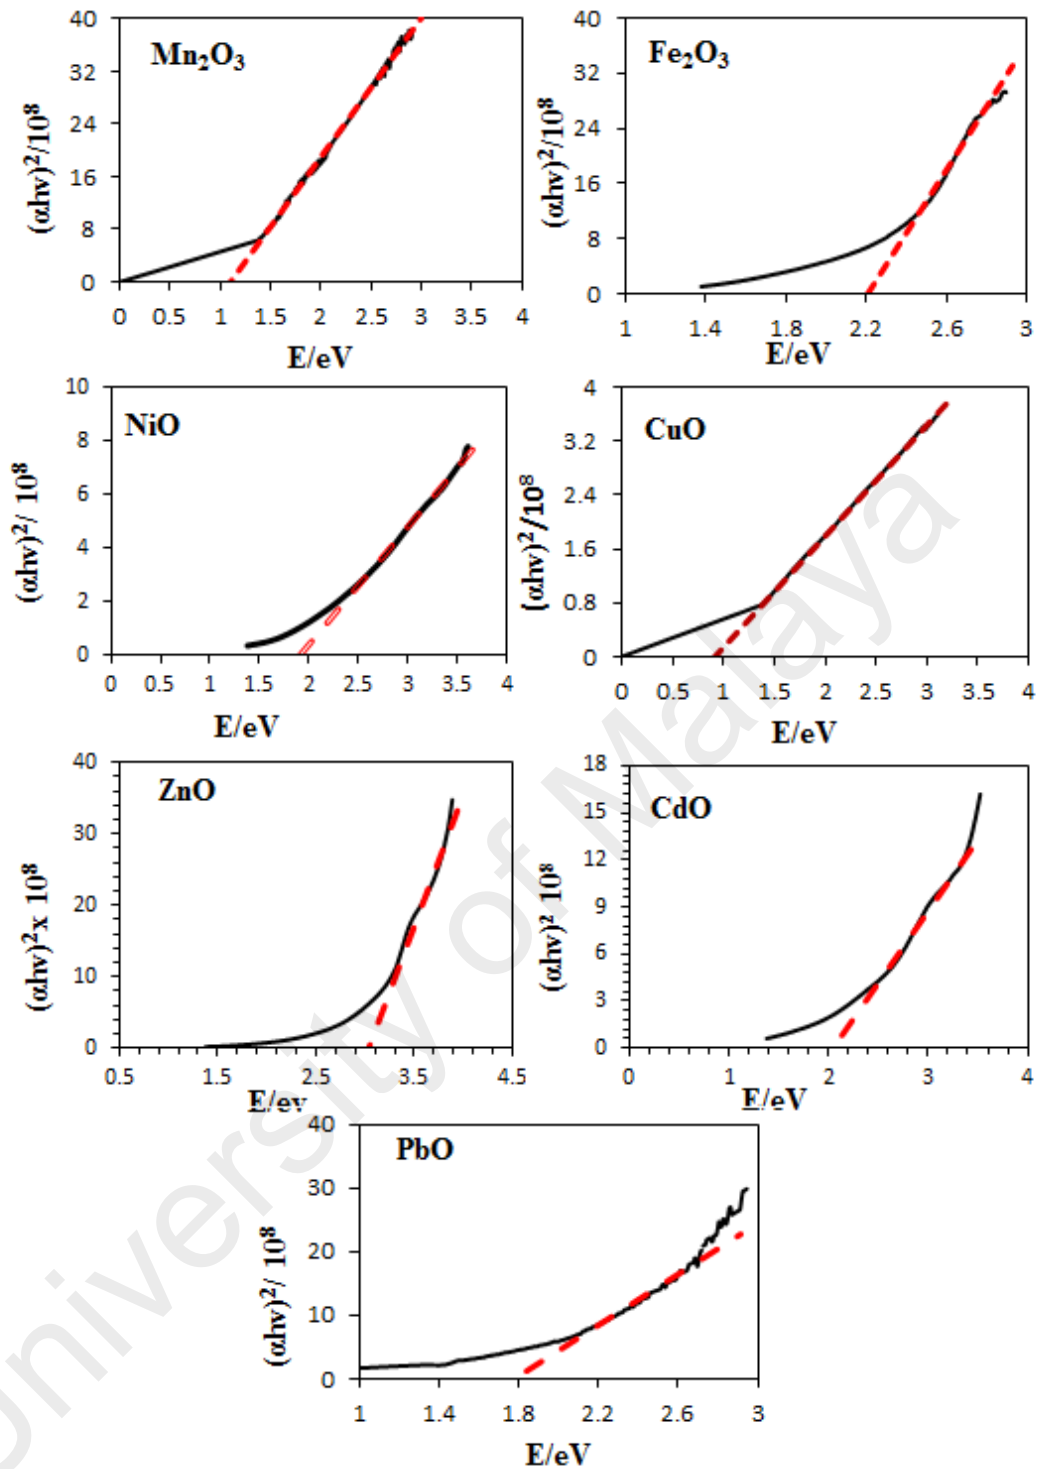 Mn₂O₃
(αhv)²/10⁸
40
32
24
16
8
0
0 0.5 1 1.5 2 2.5 3 3.5 4
E/eV
Fe₂O₃
(αhv)²/10⁸
40
32
24
16
8
0
1 1.4 1.8 2.2 2.6 3
E/eV
NiO
(αhv)²/ 10⁸
10
8
6
4
2
0
0 0.5 1 1.5 2 2.5 3 3.5 4
E/eV
CuO
(αhv)²/10⁸
4
3.2
2.4
1.6
0.8
0
0 0.5 1 1.5 2 2.5 3 3.5 4
E/eV
ZnO
(αhv)²x 10⁸
40
30
20
10
0
0.5 1.5 2.5 3.5 4.5
E/ev
CdO
(αhv)² 10⁸
18
15
12
9
6
3
0
0 1 2 3 4
E/eV
PbO
(αhv)²/ 10⁸
40
30
20
10
0
1 1.4 1.8 2.2 2.6 3
E/eV
University of Malaya